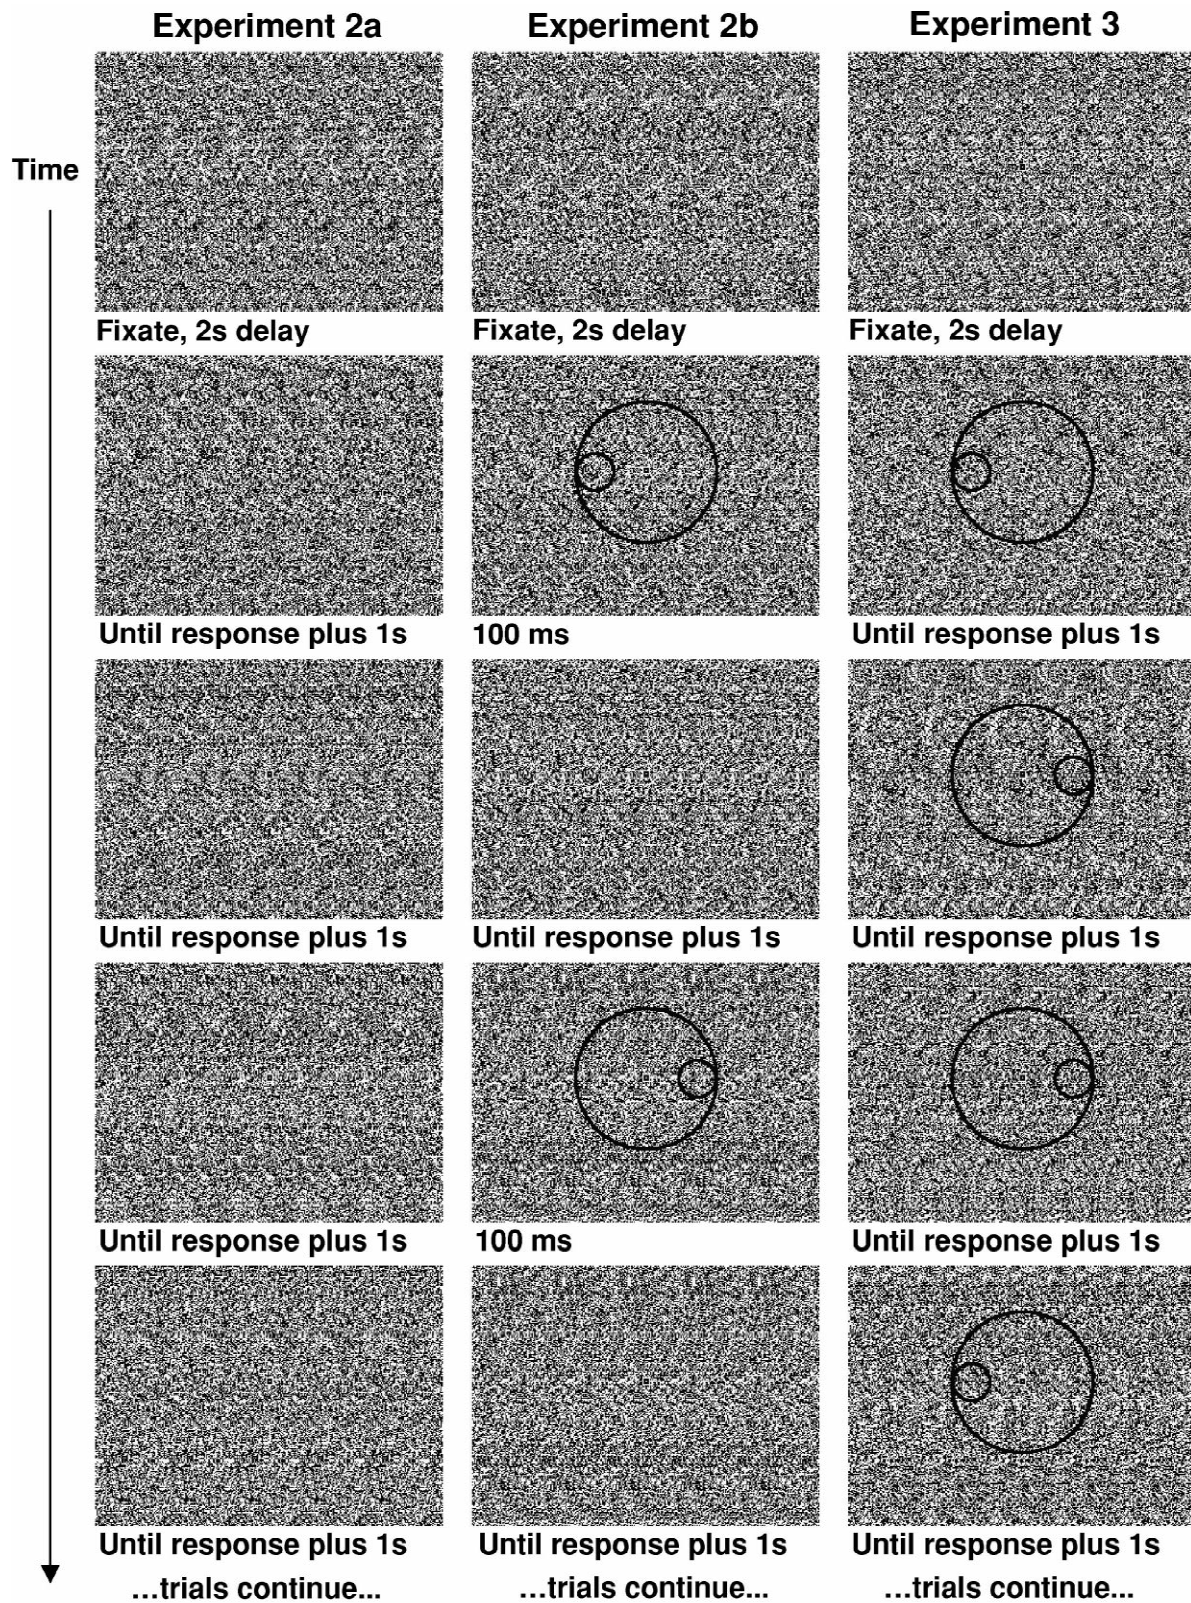 Experiment 2a Experiment 2b Experiment 3
Time
Fixate, 2s delay Fixate, 2s delay Fixate, 2s delay
Until response plus 1s 100 ms Until response plus 1s
Until response plus 1s Until response plus 1s Until response plus 1s
Until response plus 1s 100 ms Until response plus 1s
Until response plus 1s Until response plus 1s Until response plus 1s
...trials continue... ...trials continue... ...trials continue...